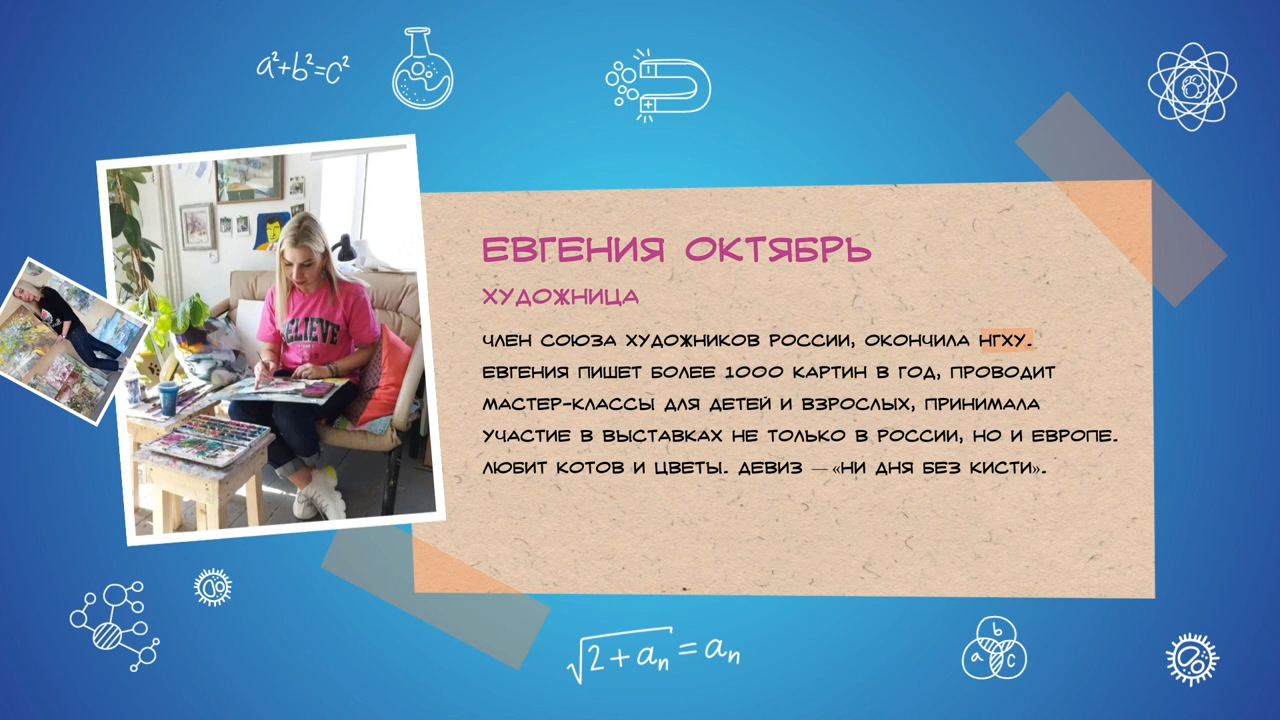 a²+b²=c²
ЕВГЕНИЯ ОКТЯБРЬ
ХУДОЖНИЦА
ЧЛЕН СОЮЗА ХУДОЖНИКОВ РОССИИ, ОКОНЧИЛА НГХУ.
ЕВГЕНИЯ ПИШЕТ БОЛЕЕ 1000 КАРТИН В ГОД, ПРОВОДИТ
МАСТЕР-КЛАССЫ ДЛЯ ДЕТЕЙ И ВЗРОСЛЫХ, ПРИНИМАЛА
УЧАСТИЕ В ВЫСТАВКАХ НЕ ТОЛЬКО В РОССИИ, НО И ЕВРОПЕ.
ЛЮБИТ КОТОВ И ЦВЕТЫ. ДЕВИЗ — «НИ ДНЯ БЕЗ КИСТИ».
BELIEVE
√2+aₙ = aₙ
b
a c